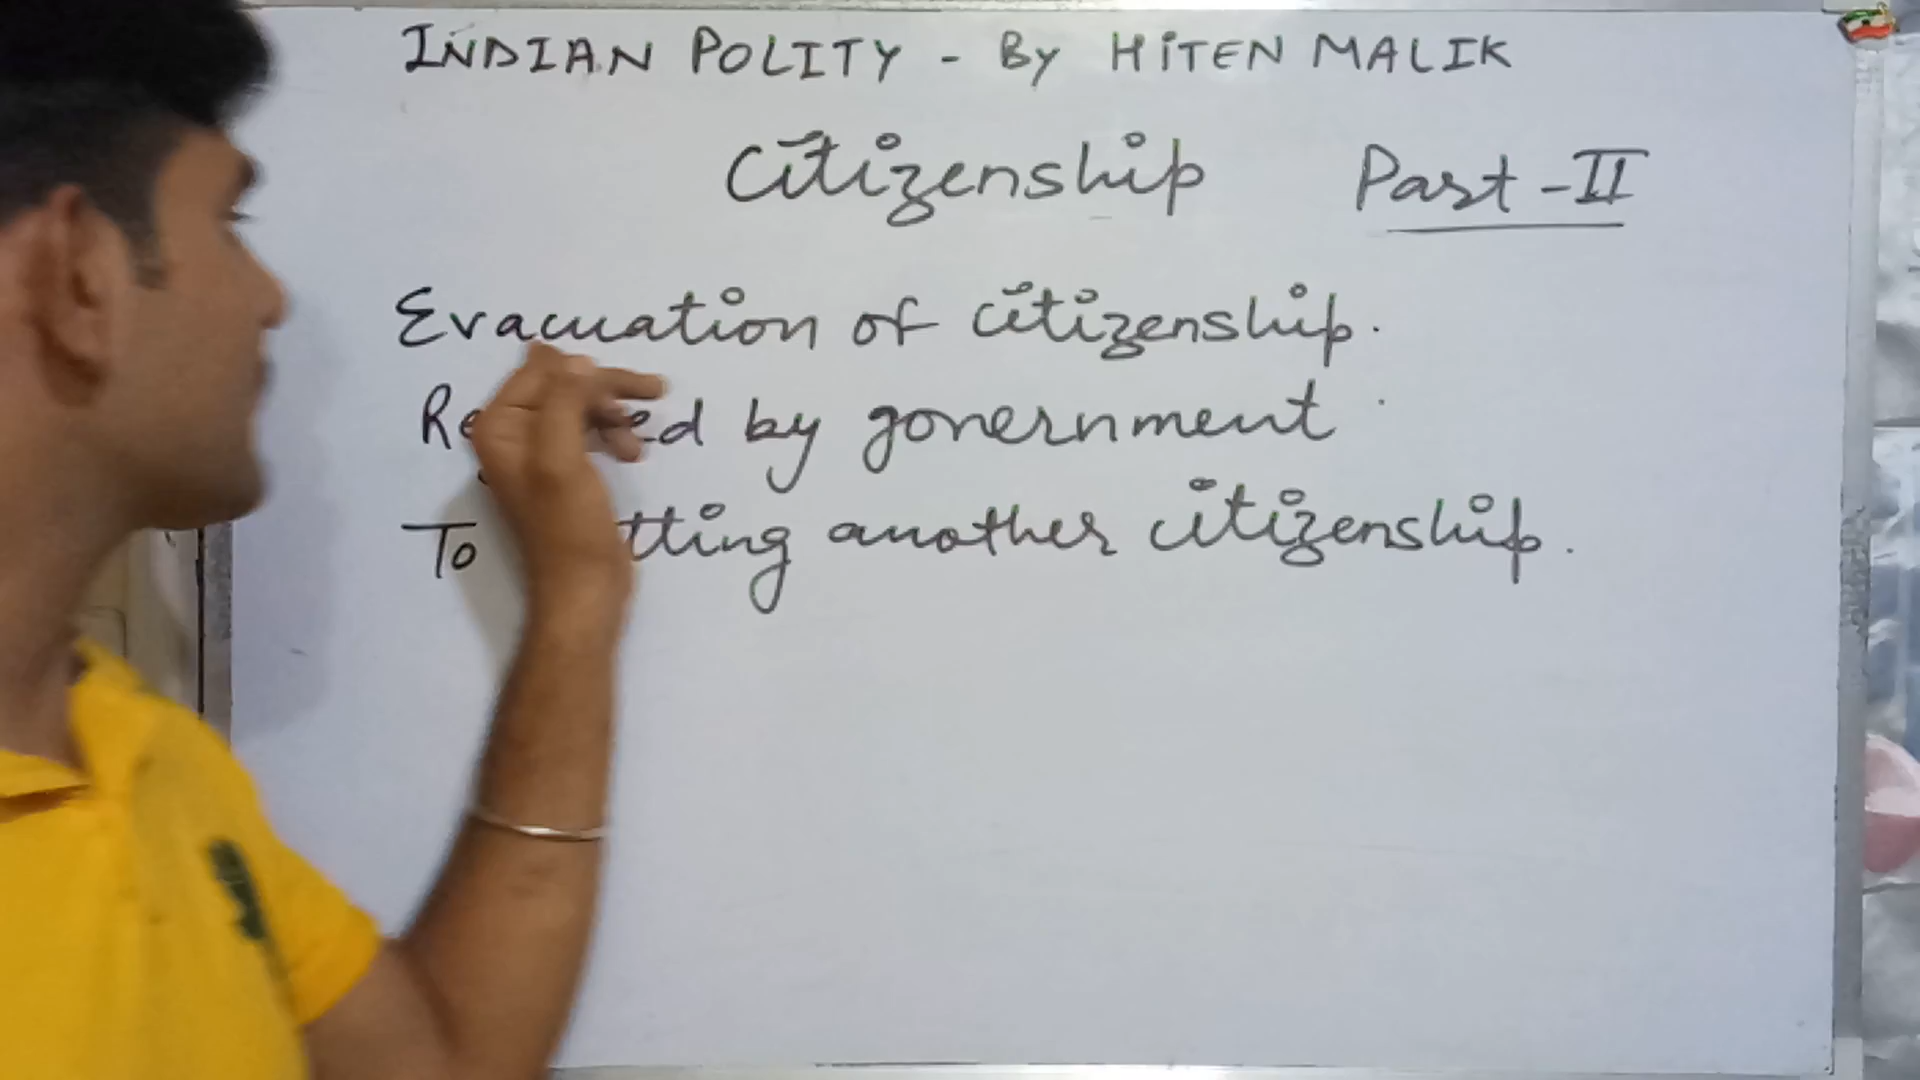 INDIAN POLITY - By HITEN MALIK
Citizenship Part-II
Evacuation of citizenship.
by government
To another citizenship.